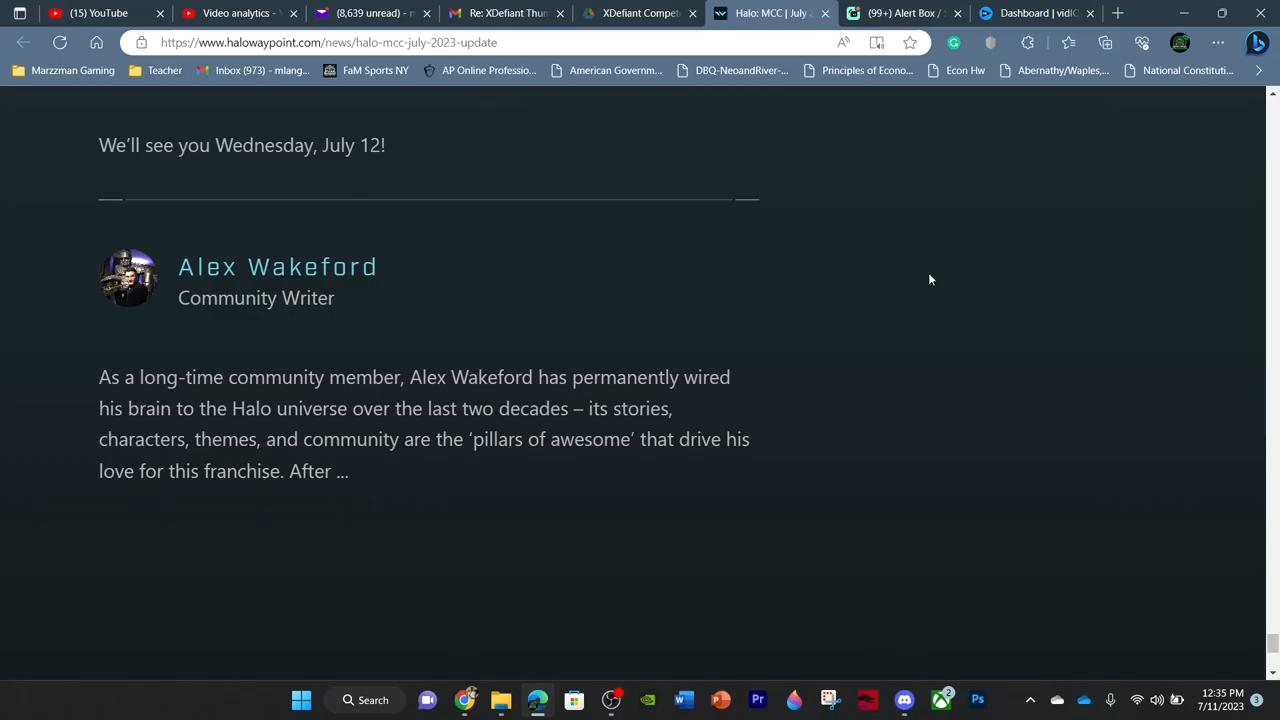 (15) YouTube
Video analytics -
(8,639 unread) - m
Re: XDefiant Thum
XDefiant Compet
Halo: MCC | July 2
(99+) Alert Box / S
Dashboard | vidIQ
https://www.halowaypoint.com/news/halo-mcc-july-2023-update
Marzzman Gaming
Teacher
Inbox (973) - mlang...
FaM Sports NY
AP Online Professio...
American Governm...
DBQ-NeoandRiver-...
Principles of Econo...
Econ Hw
Abernathy/Waples,...
National Constituti...
We’ll see you Wednesday, July 12!
Alex Wakeford
Community Writer
As a long-time community member, Alex Wakeford has permanently wired
his brain to the Halo universe over the last two decades – its stories,
characters, themes, and community are the ‘pillars of awesome’ that drive his
love for this franchise. After ...
Search
2
12:35 PM
7/11/2023
3